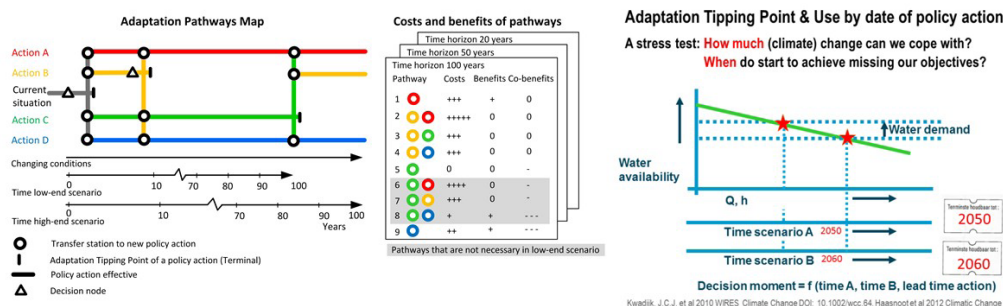 Adaptation Pathways Map
Action A
Action B
Current
situation
Action C
Action D
Changing conditions
0 10 70 80 90 100
Time low-end scenario
0 10 70 80 90 100
Time high-end scenario
Years
Transfer station to new policy action
Adaptation Tipping Point of a policy action (Terminal)
Policy action effective
Decision node
Costs and benefits of pathways
Time horizon 20 years
Time horizon 50 years
Time horizon 100 years
Pathway Costs Benefits Co-benefits
1 +++ + 0
2 +++++ 0 0
3 +++ 0 0
4 +++ 0 0
5 0 0 -
6 ++++ 0 -
7 +++ 0 -
8 + + ---
9 ++ + ---
Pathways that are not necessary in low-end scenario
Adaptation Tipping Point & Use by date of policy action
A stress test: How much (climate) change can we cope with?
When do start to achieve missing our objectives?
Water demand
Water
availability
Q, h
Time scenario A 2050
Time scenario B 2060
Tenminste houdbaar tot :
2050
Tenminste houdbaar tot :
2060
Decision moment = f (time A, time B, lead time action)
Kwadijk, J.C.J, et al 2010 WIRES Climate Change DOI: 10.1002/wcc.64, Haasnoot et al 2012 Climatic Change